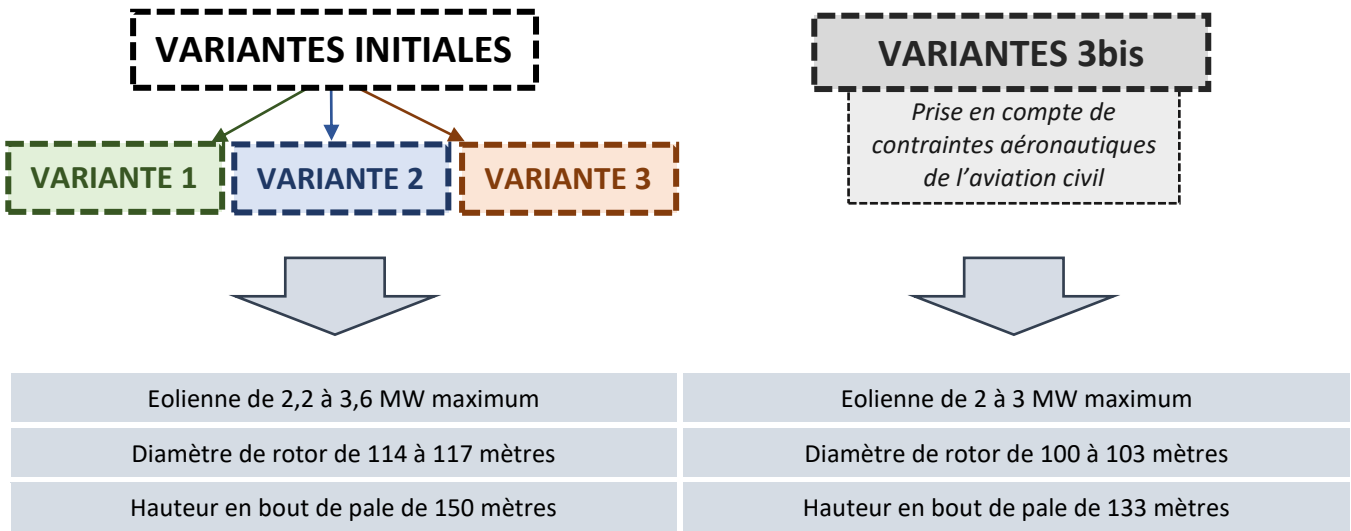 VARIANTES INITIALES
VARIANTE 1
VARIANTE 2
VARIANTE 3
VARIANTES 3bis
Prise en compte de
contraintes aéronautiques
de l’aviation civil
Eolienne de 2,2 à 3,6 MW maximum
Eolienne de 2 à 3 MW maximum
Diamètre de rotor de 114 à 117 mètres
Diamètre de rotor de 100 à 103 mètres
Hauteur en bout de pale de 150 mètres
Hauteur en bout de pale de 133 mètres